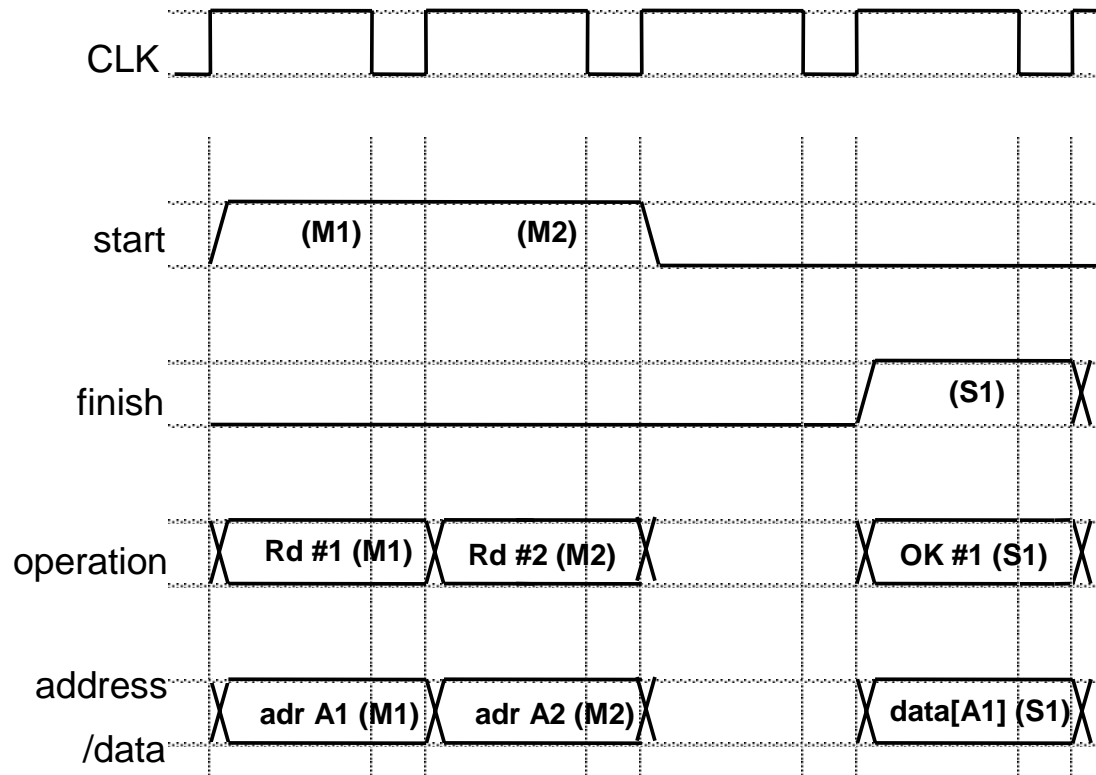 CLK
start
(M1)
(M2)
finish
(S1)
operation
Rd #1 (M1)
Rd #2 (M2)
OK #1 (S1)
address
/data
adr A1 (M1)
adr A2 (M2)
data[A1] (S1)